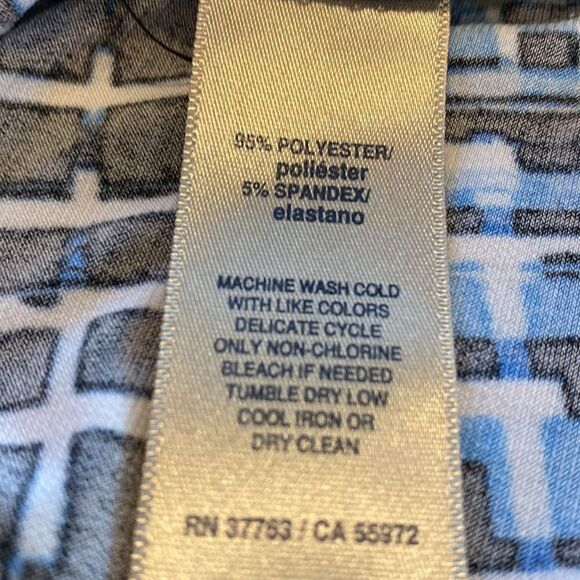 95% POLYESTER/
poliéster
5% SPANDEX/
elastano
MACHINE WASH COLD
WITH LIKE COLORS
DELICATE CYCLE
ONLY NON-CHLORINE
BLEACH IF NEEDED
TUMBLE DRY LOW
COOL IRON OR
DRY CLEAN
RN 37763 / CA 55972